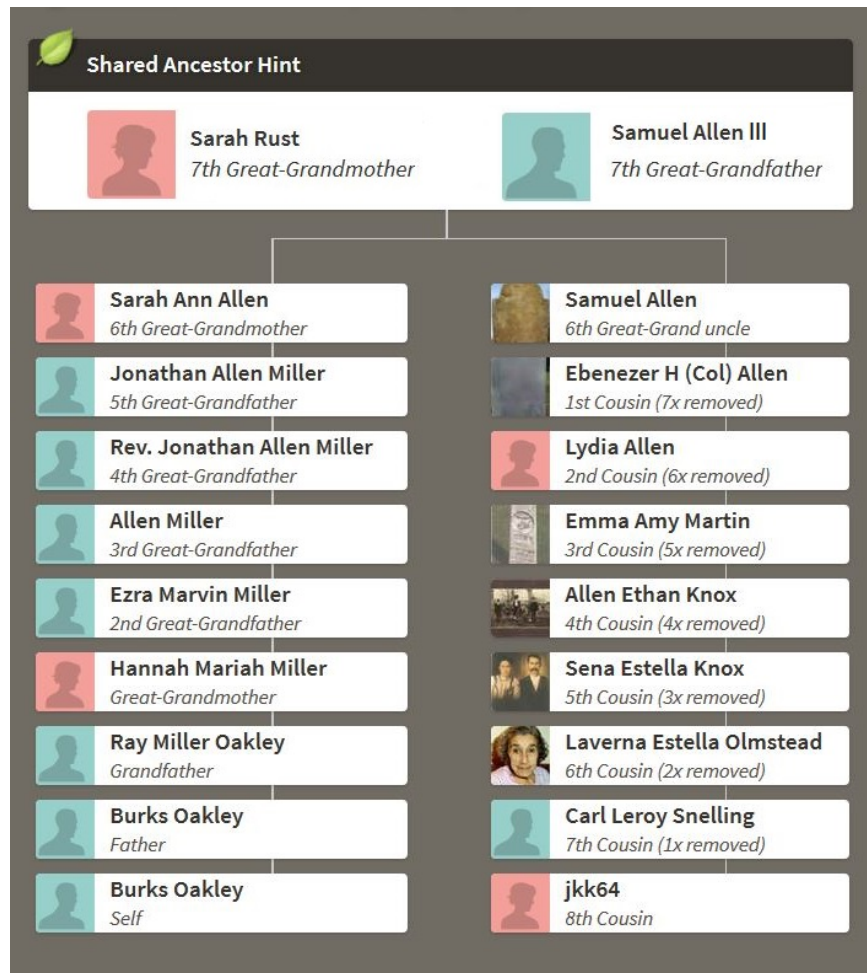 Shared Ancestor Hint
Sarah Rust
7th Great-Grandmother
Samuel Allen lll
7th Great-Grandfather
Sarah Ann Allen
6th Great-Grandmother
Jonathan Allen Miller
5th Great-Grandfather
Rev. Jonathan Allen Miller
4th Great-Grandfather
Allen Miller
3rd Great-Grandfather
Ezra Marvin Miller
2nd Great-Grandfather
Hannah Mariah Miller
Great-Grandmother
Ray Miller Oakley
Grandfather
Burks Oakley
Father
Burks Oakley
Self
Samuel Allen
6th Great-Grand uncle
Ebenezer H (Col) Allen
1st Cousin (7x removed)
Lydia Allen
2nd Cousin (6x removed)
Emma Amy Martin
3rd Cousin (5x removed)
Allen Ethan Knox
4th Cousin (4x removed)
Sena Estella Knox
5th Cousin (3x removed)
Laverna Estella Olmstead
6th Cousin (2x removed)
Carl Leroy Snelling
7th Cousin (1x removed)
jkk64
8th Cousin